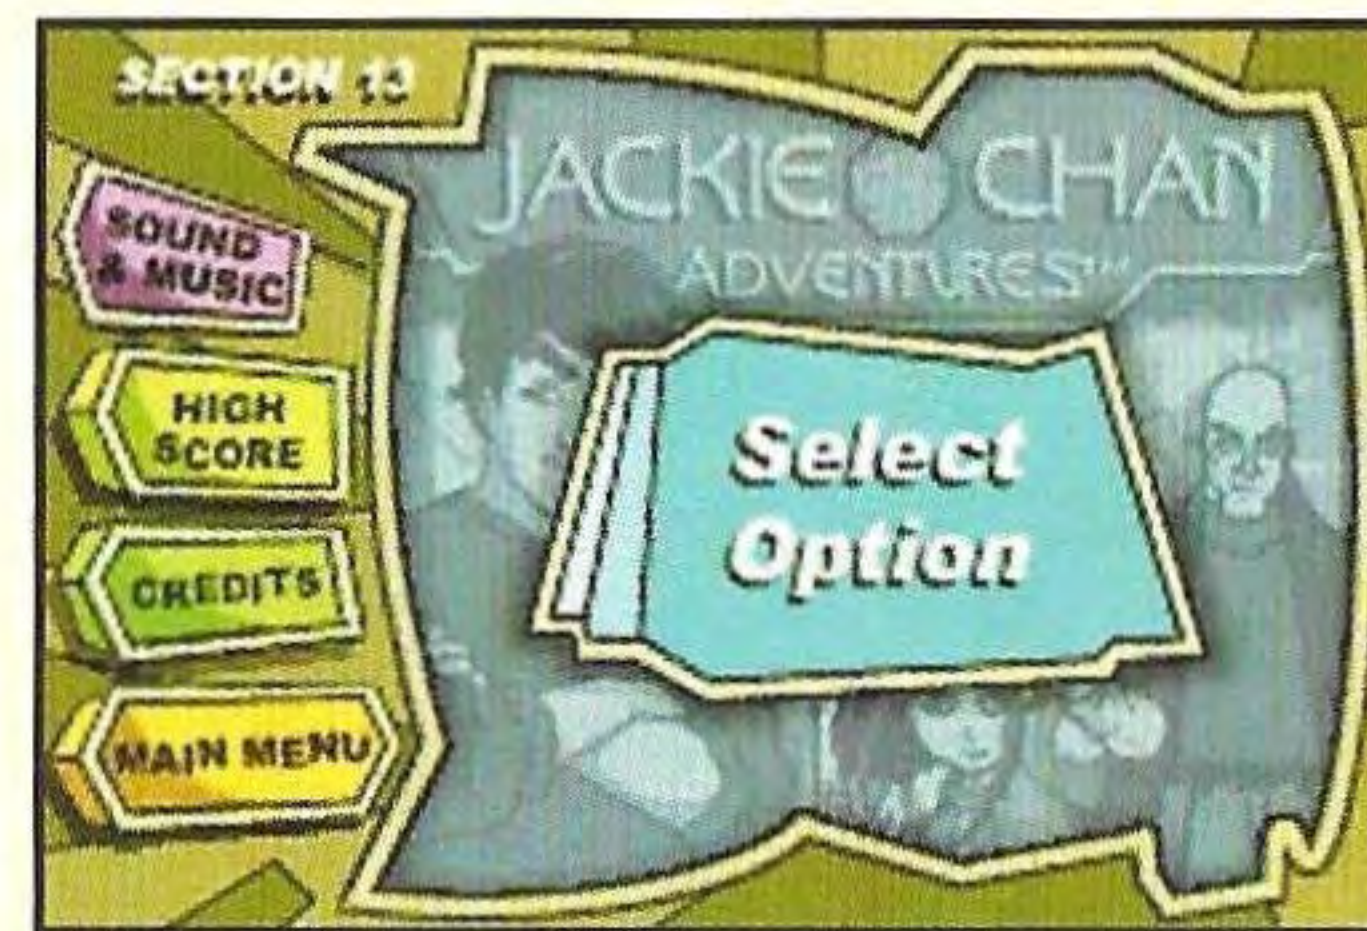 SECTION 13
JACKIE CHAN
ADVENTURES™
SOUND
& MUSIC
HIGH
SCORE
CREDITS
MAIN MENU
Select
Option